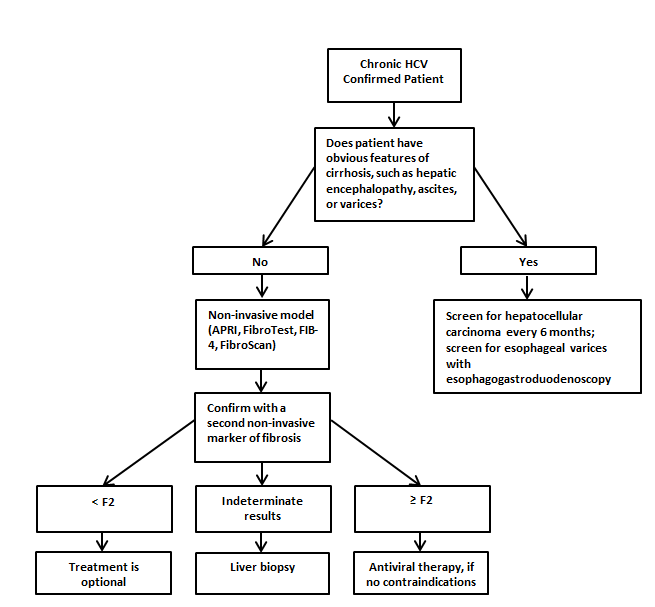 Chronic HCV
Confirmed Patient
Does patient have
obvious features of
cirrhosis, such as hepatic
encephalopathy, ascites,
or varices?
No
Yes
Non-invasive model
(APRI, FibroTest, FIB-
4, FibroScan)
Screen for hepatocellular
carcinoma every 6 months;
screen for esophageal varices
with
esophagogastroduodenoscopy
Confirm with a
second non-invasive
marker of fibrosis
< F2
Indeterminate
results
≥ F2
Treatment is
optional
Liver biopsy
Antiviral therapy, if
no contraindications